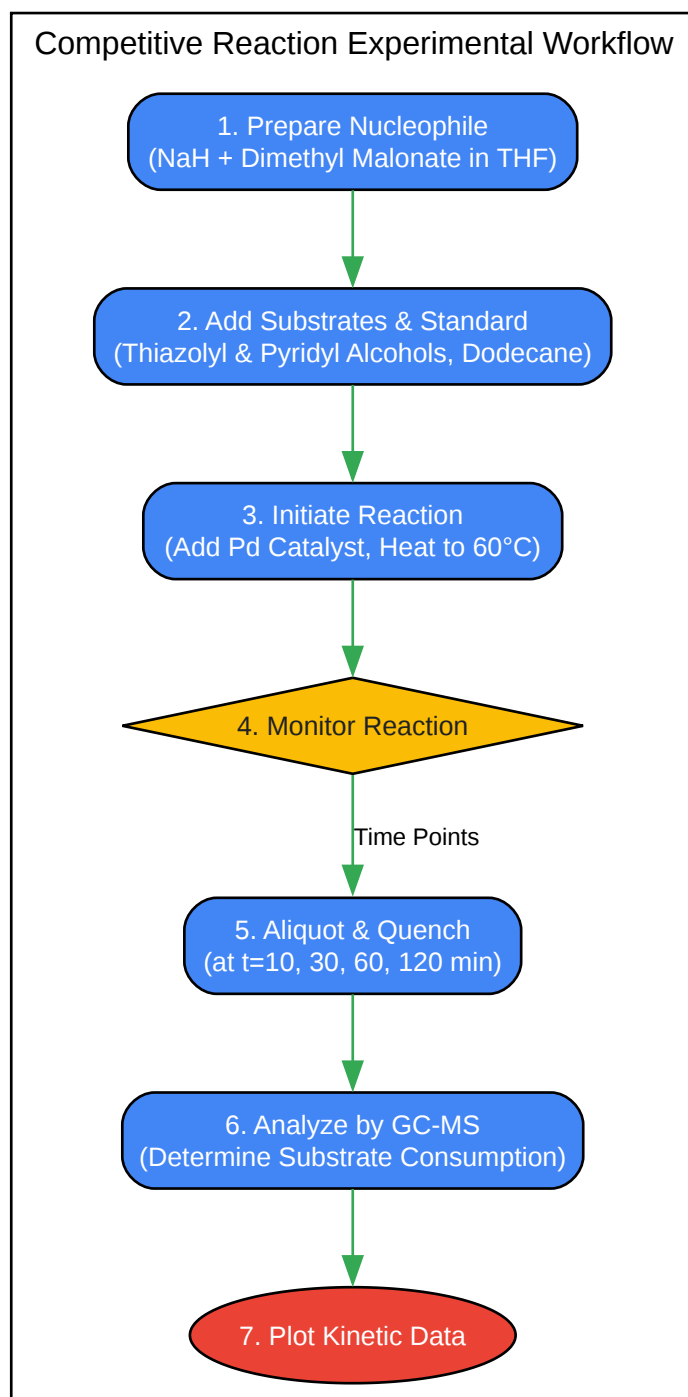 Competitive Reaction Experimental Workflow
1. Prepare Nucleophile
(NaH + Dimethyl Malonate in THF)
2. Add Substrates & Standard
(Thiazolyl & Pyridyl Alcohols, Dodecane)
3. Initiate Reaction
(Add Pd Catalyst, Heat to 60°C)
4. Monitor Reaction
Time Points
5. Aliquot & Quench
(at t=10, 30, 60, 120 min)
6. Analyze by GC-MS
(Determine Substrate Consumption)
7. Plot Kinetic Data